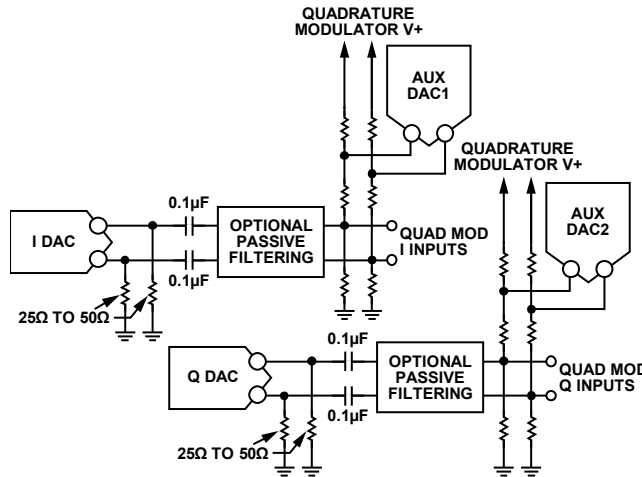 QUADRATURE
MODULATOR V+
AUX
DAC1
QUADRATURE
MODULATOR V+
AUX
DAC2
0.1µF
I DAC
OPTIONAL
PASSIVE
FILTERING
QUAD MOD
I INPUTS
0.1µF
25Ω TO 50Ω
0.1µF
Q DAC
OPTIONAL
PASSIVE
FILTERING
QUAD MOD
Q INPUTS
0.1µF
25Ω TO 50Ω